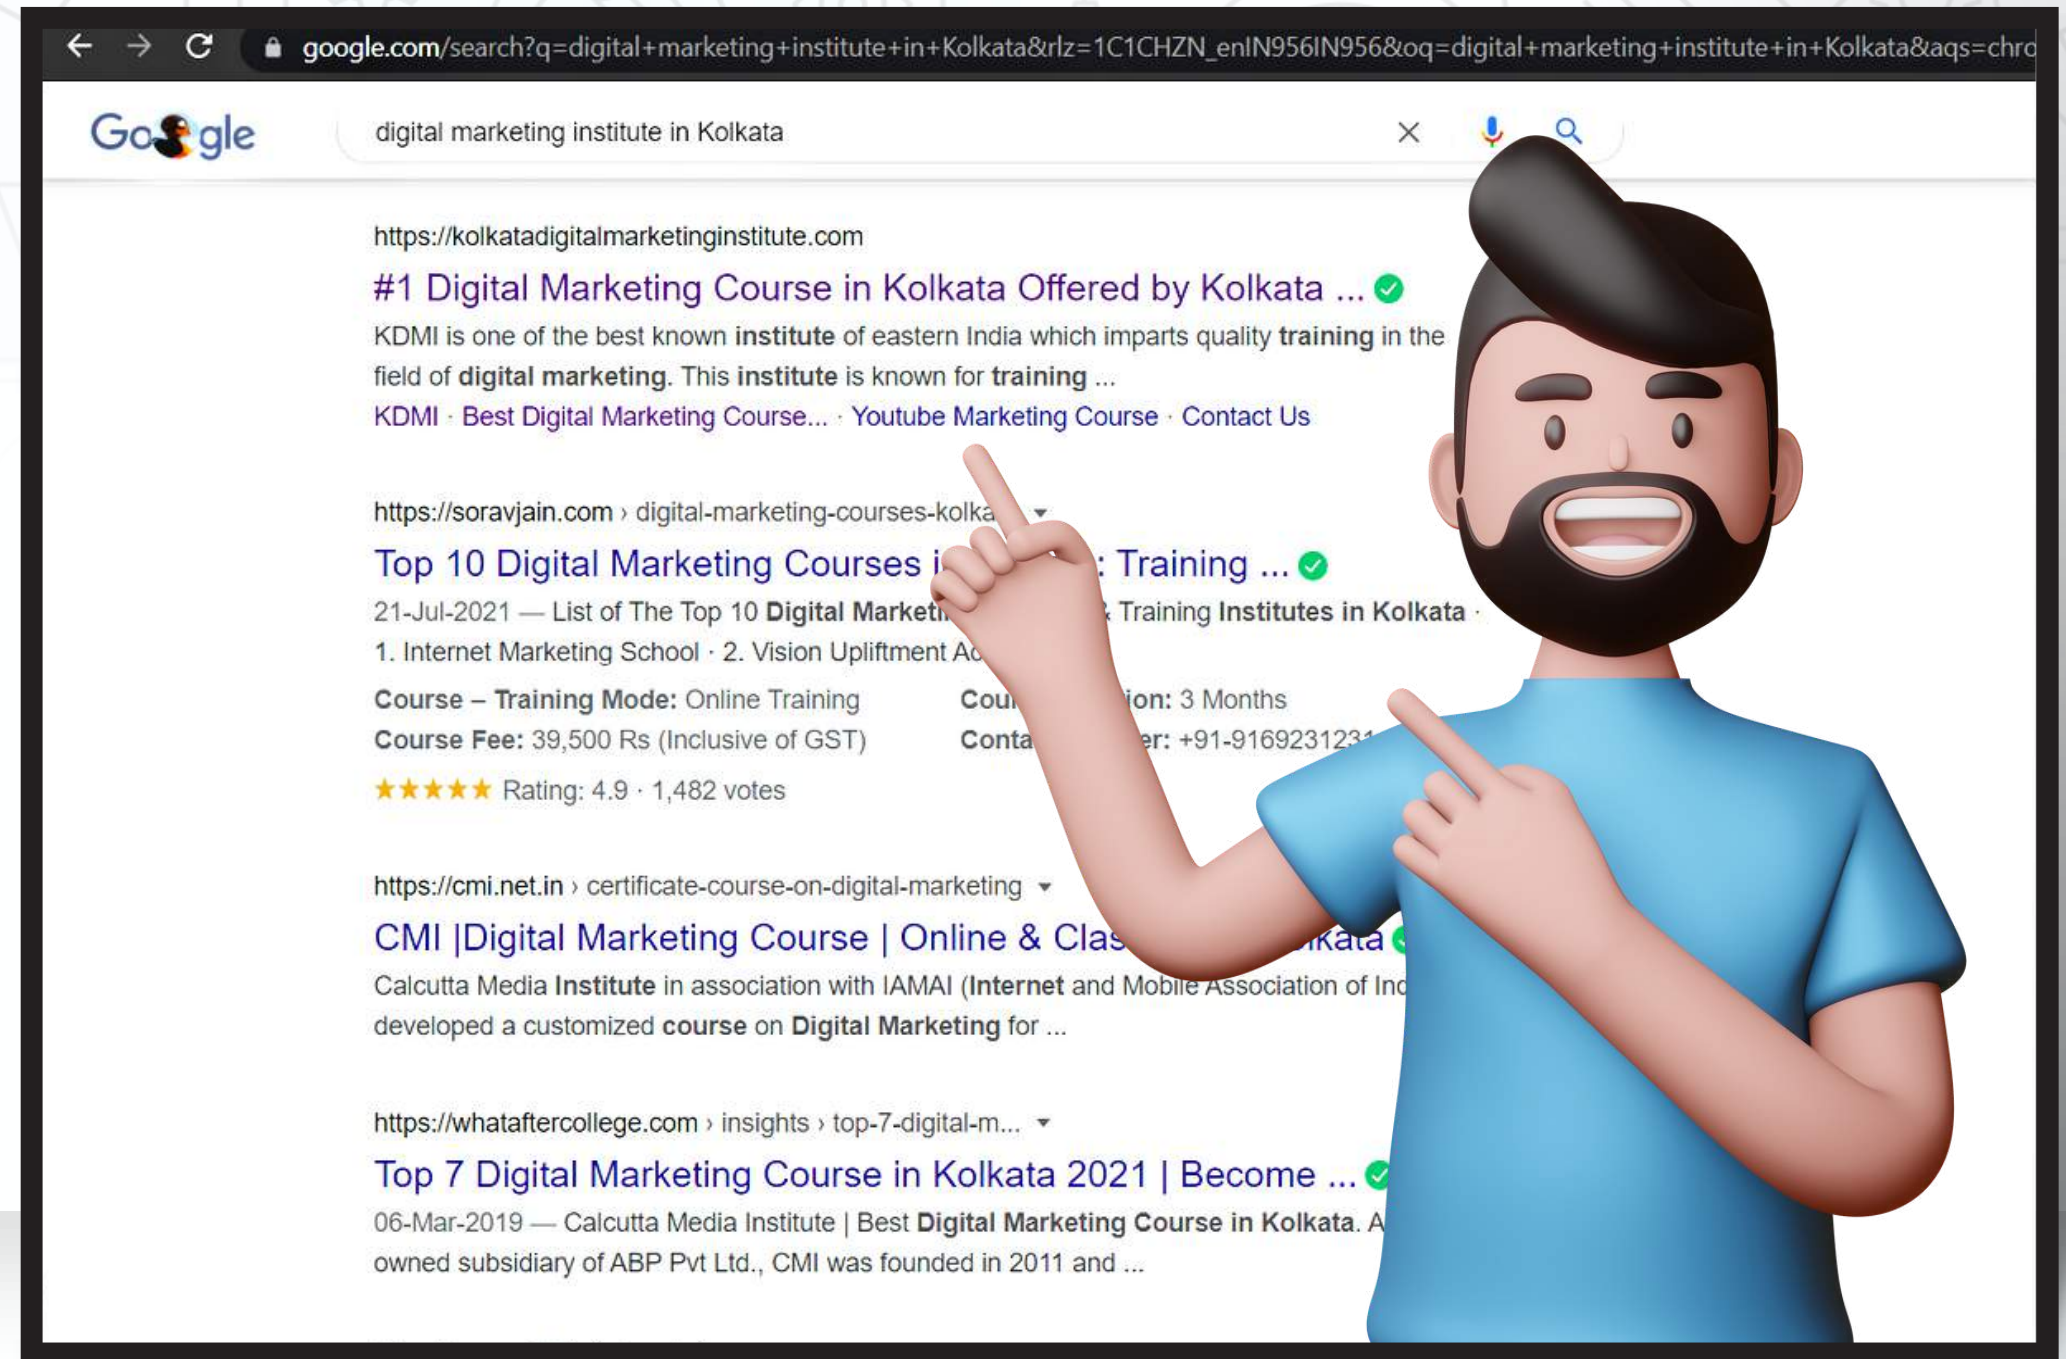 google.com/search?q=digital+marketing+institute+in+Kolkata&rlz=1C1CHZN_enIN956IN956&oq=digital+marketing+institute+in+Kolkata&aqs=chro
Go gle
digital marketing institute in Kolkata
https://kolkatadigitalmarketinginstitute.com
#1 Digital Marketing Course in Kolkata Offered by Kolkata ...
KDMI is one of the best known institute of eastern India which imparts quality training in the
field of digital marketing. This institute is known for training ...
KDMI · Best Digital Marketing Course... · Youtube Marketing Course · Contact Us
https://soravjain.com › digital-marketing-courses-kolka
Top 10 Digital Marketing Courses : Training ...
21-Jul-2021 — List of The Top 10 Digital Training Institutes in Kolkata ·
1. Internet Marketing School · 2. Vision Upliftment
Course – Training Mode: Online Training 3 Months
Course Fee: 39,500 Rs (Inclusive of GST) +91-9169231231
Rating: 4.9 · 1,482 votes
https://cmi.net.in › certificate-course-on-digital-marketing
CMI |Digital Marketing Course | Online &
Calcutta Media Institute in association with IAMAI (Internet and Mobile Association of
developed a customized course on Digital Marketing for ...
https://whataftercollege.com › insights › top-7-digital-m...
Top 7 Digital Marketing Course in Kolkata 2021 | Become ...
06-Mar-2019 — Calcutta Media Institute | Best Digital Marketing Course in Kolkata. A
owned subsidiary of ABP Pvt Ltd., CMI was founded in 2011 and ...